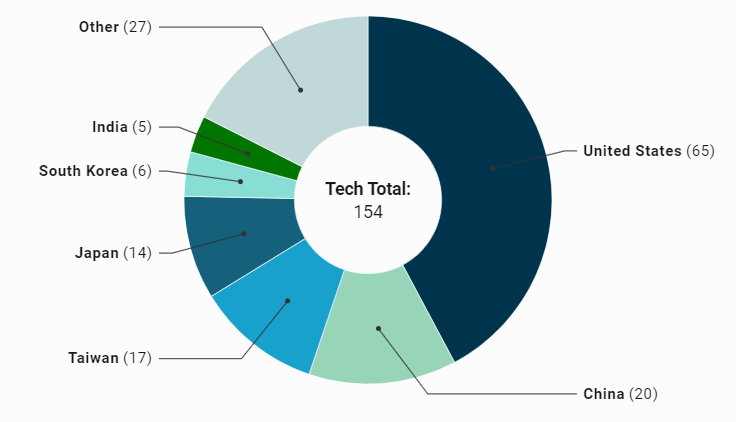 Other (27)
India (5)
United States (65)
South Korea (6)
Tech Total:
154
Japan (14)
Taiwan (17)
China (20)